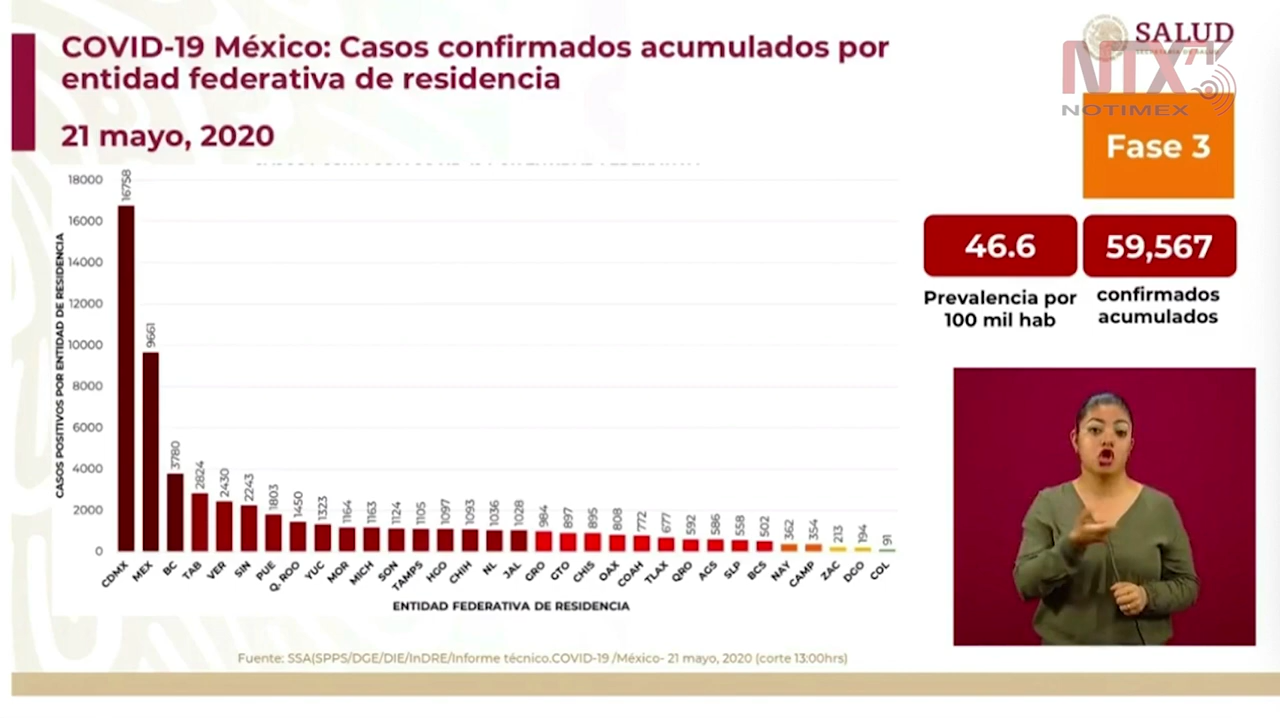 COVID-19 México: Casos confirmados acumulados por
entidad federativa de residencia
21 mayo, 2020
SALUD
NTX
NOTIMEX
Fase 3
46.6
59,567
Prevalencia por
100 mil hab
confirmados
acumulados
CASOS POSITIVOS POR ENTIDAD DE RESIDENCIA
18000
16000
14000
12000
10000
8000
6000
4000
2000
0
16758
9661
3780
2824
2430
2243
1803
1450
1323
1164
1163
1124
1105
1097
1093
1036
1028
984
897
895
808
772
677
592
586
558
502
362
354
213
194
91
CDMX
MEX
BC
TAB
VER
SIN
PUE
Q. ROO
YUC
MOR
MICH
SON
TAMPS
HGO
CHIH
NL
JAL
GRO
GTO
CHIS
OAX
COAH
TLAX
QRO
AGS
SLP
BCS
NAY
CAMP
ZAC
DGO
COL
ENTIDAD FEDERATIVA DE RESIDENCIA
Fuente: SSA(SPPS/DGE/DIE/InDRE/Informe técnico.COVID-19 /México- 21 mayo, 2020 (corte 13:00hrs)